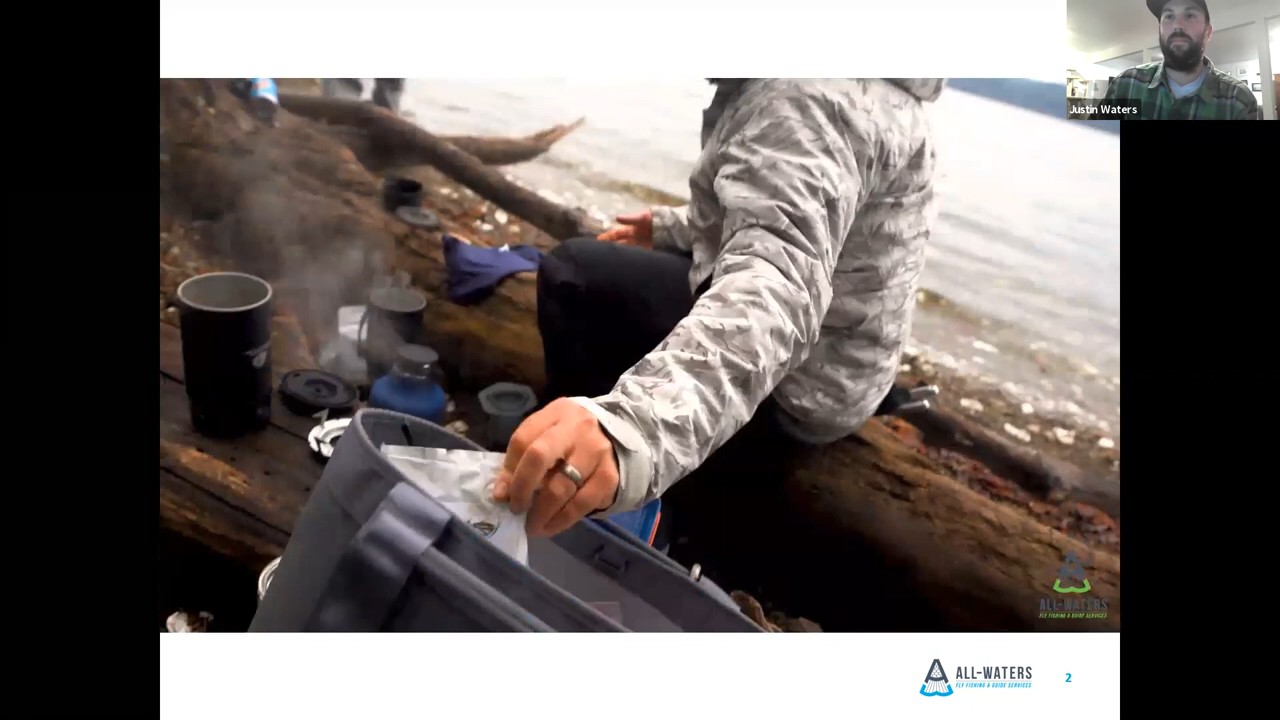 Justin Waters
ALL-WATERS
FLY FISHING & GUIDE SERVICES
ALL-WATERS
FLY FISHING & GUIDE SERVICES
2